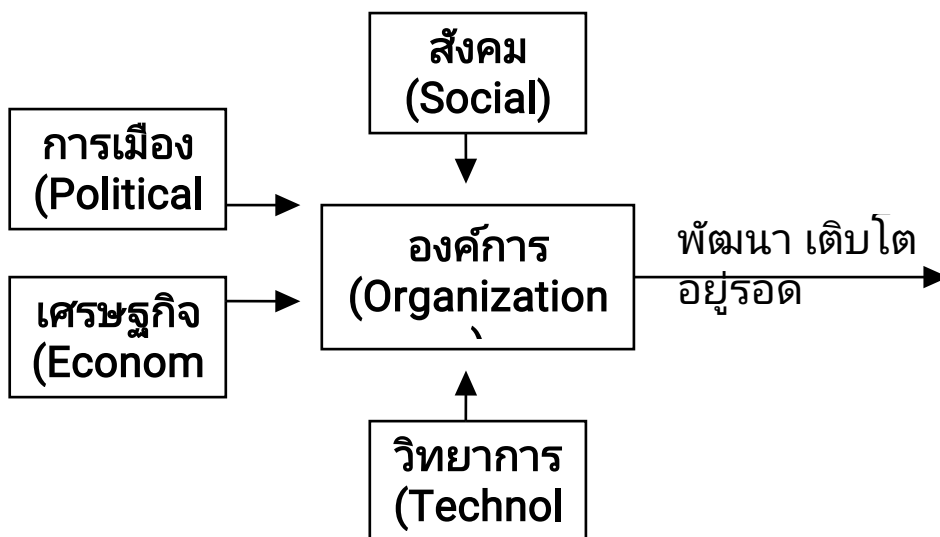 สังคม
(Social)
การเมือง
(Political
องค์การ
(Organization
)
พัฒนา เติบโต
อยู่รอด
เศรษฐกิจ
(Econom
วิทยาการ
(Technol